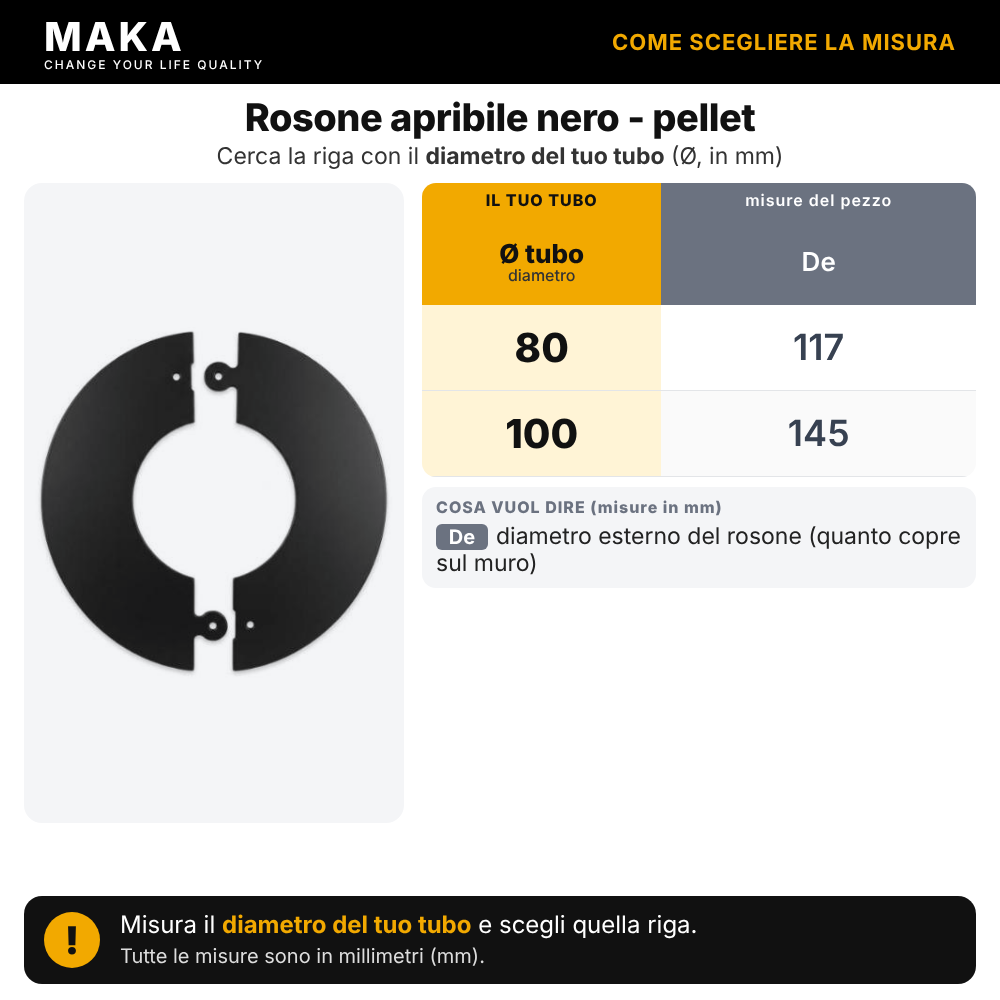 MAKA
CHANGE YOUR LIFE QUALITY
COME SCEGLIERE LA MISURA
Rosone apribile nero - pellet
Cerca la riga con il diametro del tuo tubo (Ø, in mm)
IL TUO TUBO
misure del pezzo
Ø tubo
diametro
De
80
117
100
145
COSA VUOL DIRE (misure in mm)
De diametro esterno del rosone (quanto copre
sul muro)
!
Misura il diametro del tuo tubo e scegli quella riga.
Tutte le misure sono in millimetri (mm).